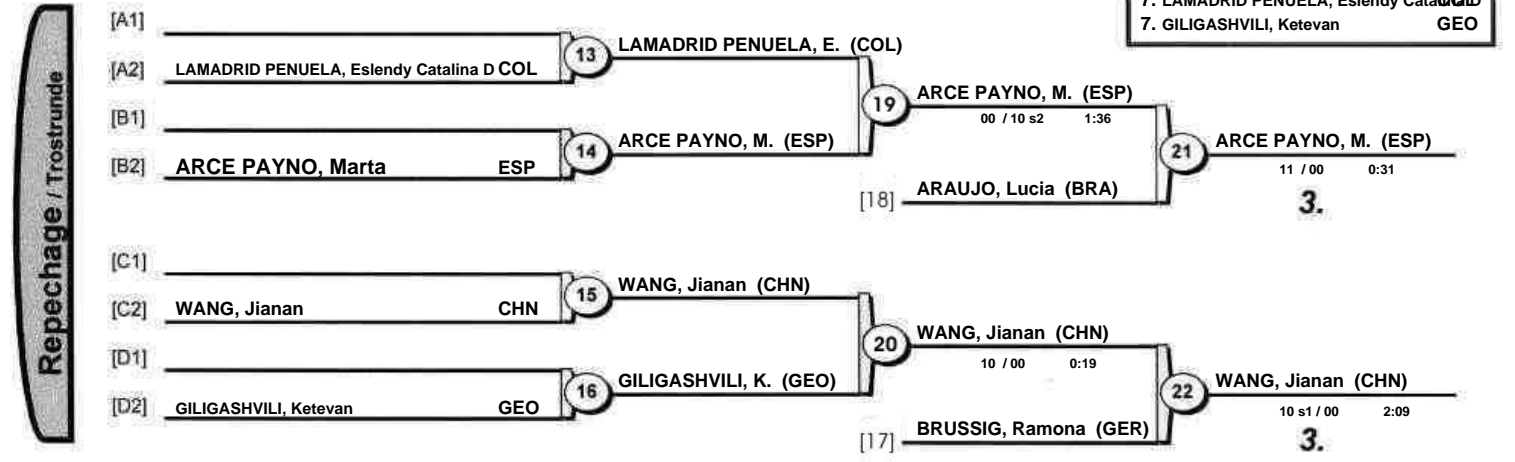 7. LAMADRID PENUELA, Eslendy
7. GILIGASHVILI, Ketevan GEO
Repechage / Trostrunde
[A1]
[A2] LAMADRID PENUELA, Eslendy Catalina D COL
13
LAMADRID PENUELA, E. (COL)
[B1]
[B2] ARCE PAYNO, Marta ESP
14
ARCE PAYNO, M. (ESP)
19
ARCE PAYNO, M. (ESP)
00 / 10 s2 1:36
[18] ARAUJO, Lucia (BRA)
21
ARCE PAYNO, M. (ESP)
11 / 00 0:31
3.
[C1]
[C2] WANG, Jianan CHN
15
WANG, Jianan (CHN)
[D1]
[D2] GILIGASHVILI, Ketevan GEO
16
GILIGASHVILI, K. (GEO)
20
WANG, Jianan (CHN)
10 / 00 0:19
[17] BRUSSIG, Ramona (GER)
22
WANG, Jianan (CHN)
10 s1 / 00 2:09
3.